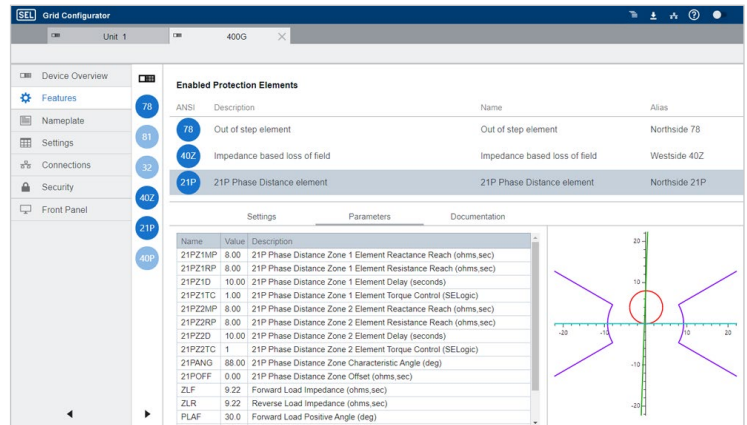 SEL Grid Configurator
Unit 1 400G
Device Overview
Features
Nameplate
Settings
Connections
Security
Front Panel
78
81
32
40Z
21P
40P
Enabled Protection Elements
ANSI Description Name Alias
78 Out of step element Out of step element Northside 78
40Z Impedance based loss of field Impedance based loss of field Westside 40Z
21P 21P Phase Distance element 21P Phase Distance element Northside 21P
Settings Parameters Documentation
Name Value Description
21PZ1MP 8.00 21P Phase Distance Zone 1 Element Reactance Reach (ohms,sec)
21PZ1RP 8.00 21P Phase Distance Zone 1 Element Resistance Reach (ohms,sec)
21PZ1D 10.00 21P Phase Distance Zone 1 Element Delay (seconds)
21PZ1TC 1.00 21P Phase Distance Zone 1 Element Torque Control (SELogic)
21PZ2MP 8.00 21P Phase Distance Zone 2 Element Reactance Reach (ohms,sec)
21PZ2RP 8.00 21P Phase Distance Zone 2 Element Resistance Reach (ohms,sec)
21PZ2D 10.00 21P Phase Distance Zone 2 Element Delay (seconds)
21PZ2TC 1 21P Phase Distance Zone 2 Element Torque Control (SELogic)
21PANG 88.00 21P Phase Distance Zone Characteristic Angle (deg)
21POFF 0.00 21P Phase Distance Zone Offset (ohms,sec)
ZLF 9.22 Forward Load Impedance (ohms,sec)
ZLR 9.22 Reverse Load Impedance (ohms,sec)
PLAF 30.0 Forward Load Positive Angle (deg)
20
10
-20 -10 10 20
-10
-20